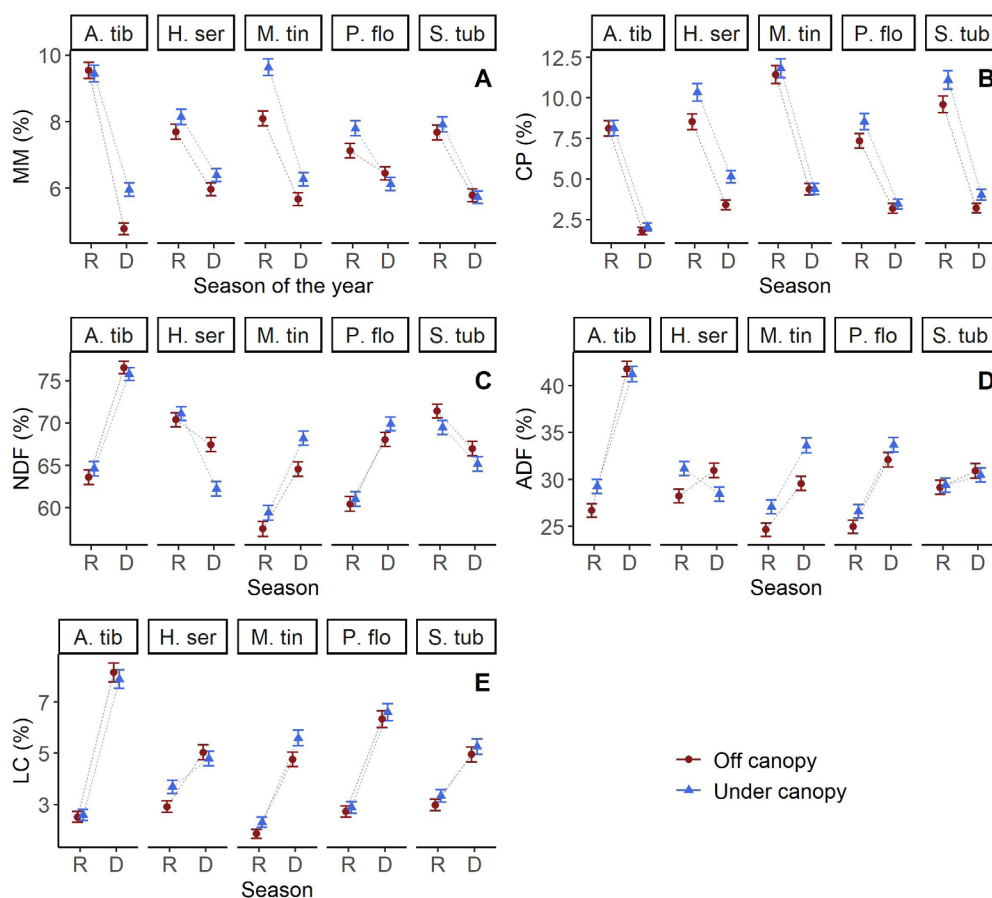 A. tib H. ser M. tin P. flo S. tub
A
MM (%)
10
8
6
R D R D R D R D R D
Season of the year
A. tib H. ser M. tin P. flo S. tub
B
CP (%)
12.5
10.0
7.5
5.0
2.5
R D R D R D R D R D
Season
A. tib H. ser M. tin P. flo S. tub
C
NDF (%)
75
70
65
60
R D R D R D R D R D
Season
A. tib H. ser M. tin P. flo S. tub
D
ADF (%)
40
35
30
25
R D R D R D R D R D
Season
A. tib H. ser M. tin P. flo S. tub
E
LC (%)
7
5
3
R D R D R D R D R D
Season
Off canopy
Under canopy